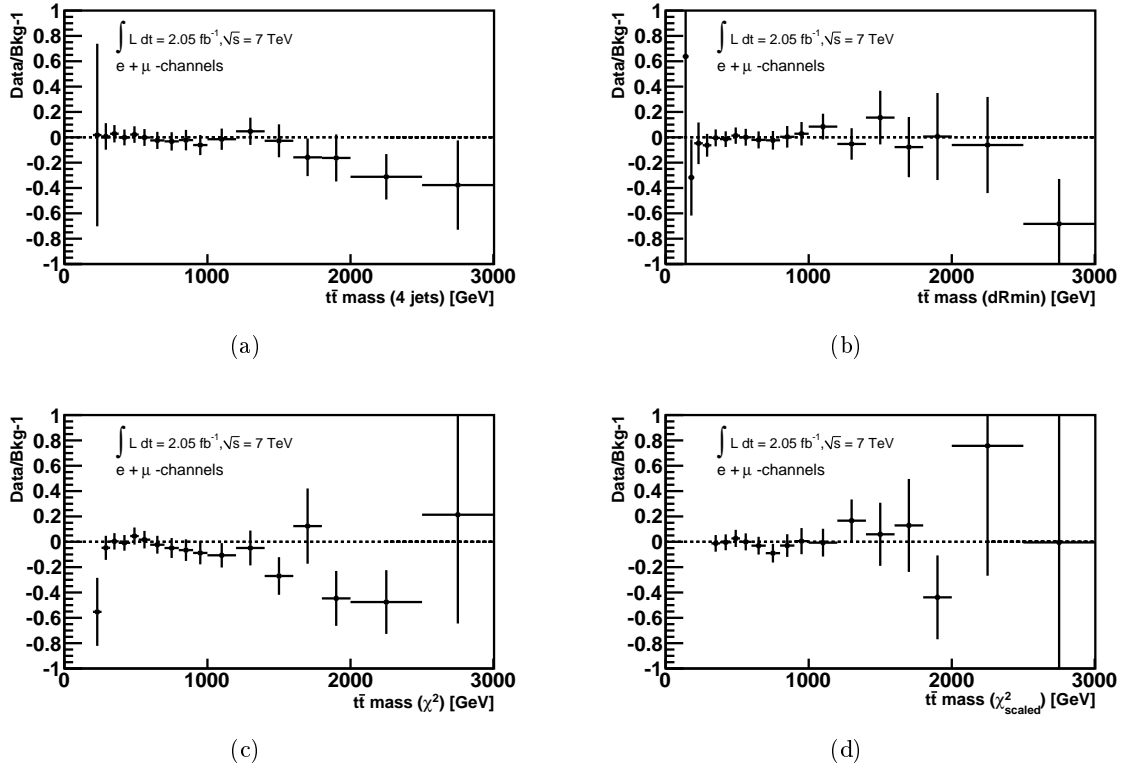 Data/Bkg-1
1
0.8
0.6
0.4
0.2
0
-0.2
-0.4
-0.6
-0.8
-1
∫ L dt = 2.05 fb⁻¹, √s = 7 TeV
e + μ -channels
0 1000 2000 3000
tt̄ mass (4 jets) [GeV]
(a)
Data/Bkg-1
1
0.8
0.6
0.4
0.2
0
-0.2
-0.4
-0.6
-0.8
-1
∫ L dt = 2.05 fb⁻¹, √s = 7 TeV
e + μ -channels
0 1000 2000 3000
tt̄ mass (dRmin) [GeV]
(b)
Data/Bkg-1
1
0.8
0.6
0.4
0.2
0
-0.2
-0.4
-0.6
-0.8
-1
∫ L dt = 2.05 fb⁻¹, √s = 7 TeV
e + μ -channels
0 1000 2000 3000
tt̄ mass (χ²) [GeV]
(c)
Data/Bkg-1
1
0.8
0.6
0.4
0.2
0
-0.2
-0.4
-0.6
-0.8
-1
∫ L dt = 2.05 fb⁻¹, √s = 7 TeV
e + μ -channels
0 1000 2000 3000
tt̄ mass (χ²scaled) [GeV]
(d)